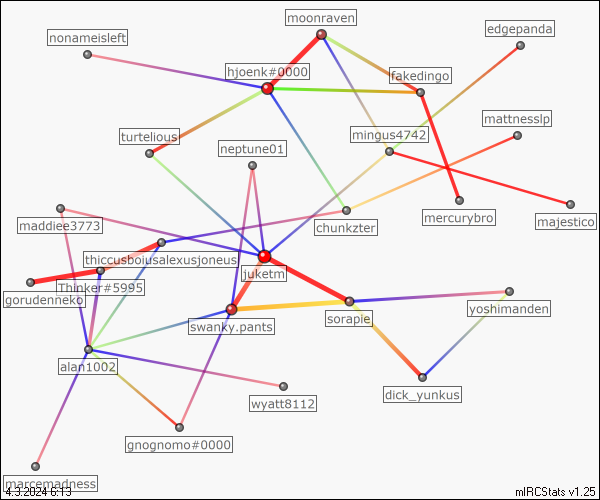 moonraven
edgepanda
nonameisleft
hjoenk#0000
fakedingo
mattnesslp
turtelious
mingus4742
neptune01
maddiee3773
chunkzter
mercurybro
majestico
thiccusboiusalexusjoneus
juketm
Thinker#5995
gorudenneko
yoshimanden
swanky.pants
sorapie
alan1002
dick_yunkus
wyatt8112
gnognomo#0000
marcemadness
4.3.2024 6:13
mIRCStats v1.25